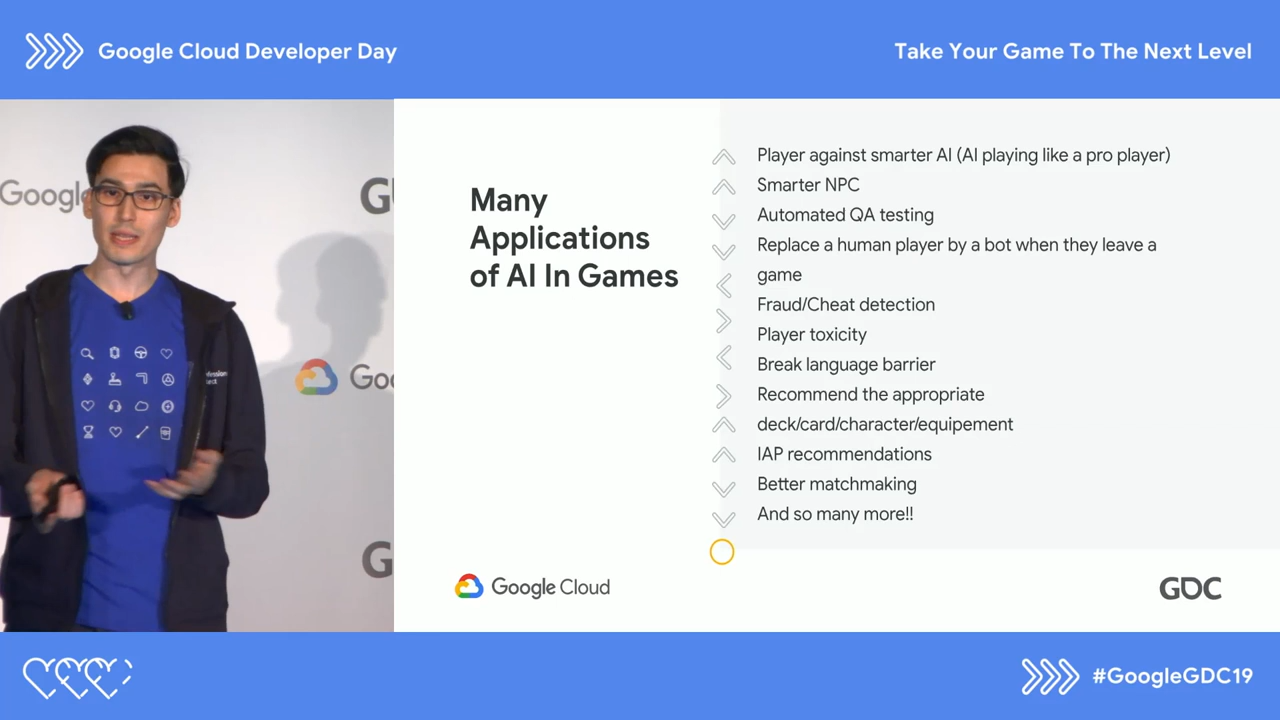 Google Cloud Developer Day
Take Your Game To The Next Level
Google
Many
Applications
of AI In Games
Player against smarter AI (AI playing like a pro player)
Smarter NPC
Automated QA testing
Replace a human player by a bot when they leave a
game
Fraud/Cheat detection
Player toxicity
Break language barrier
Recommend the appropriate
deck/card/character/equipement
IAP recommendations
Better matchmaking
And so many more!!
Google Cloud
GDC
#GoogleGDC19